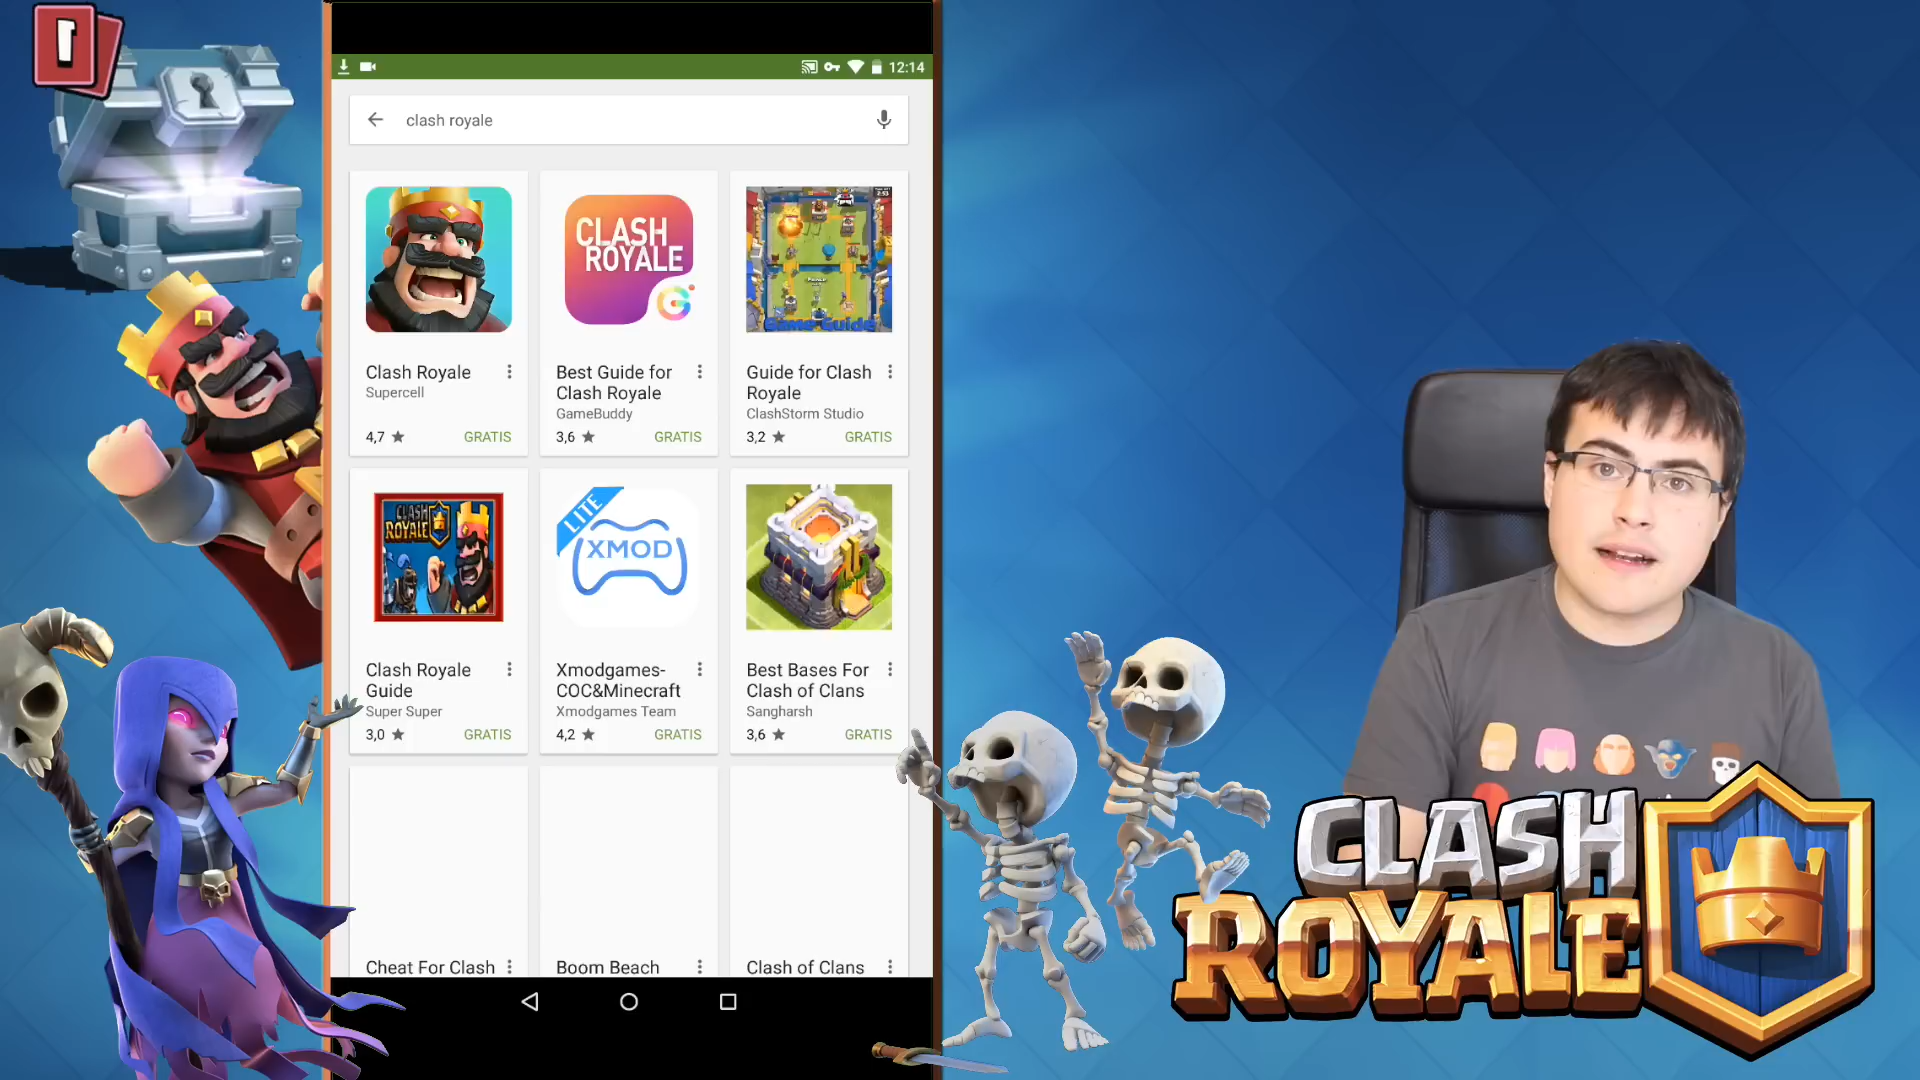 12:14
clash royale
CLASH
ROYALE
G
Game Guide
Clash Royale
Supercell
4,7 ★ GRATIS
Best Guide for
Clash Royale
GameBuddy
3,6 ★ GRATIS
Guide for Clash
Royale
ClashStorm Studio
3,2 ★ GRATIS
CLASH
ROYALE
LITE
XMOD
Clash Royale
Guide
Super Super
3,0 ★ GRATIS
Xmodgames-
COC&Minecraft
Xmodgames Team
4,2 ★ GRATIS
Best Bases For
Clash of Clans
Sangharsh
3,6 ★ GRATIS
Cheat For Clash
Boom Beach
Clash of Clans
CLASH
ROYALE